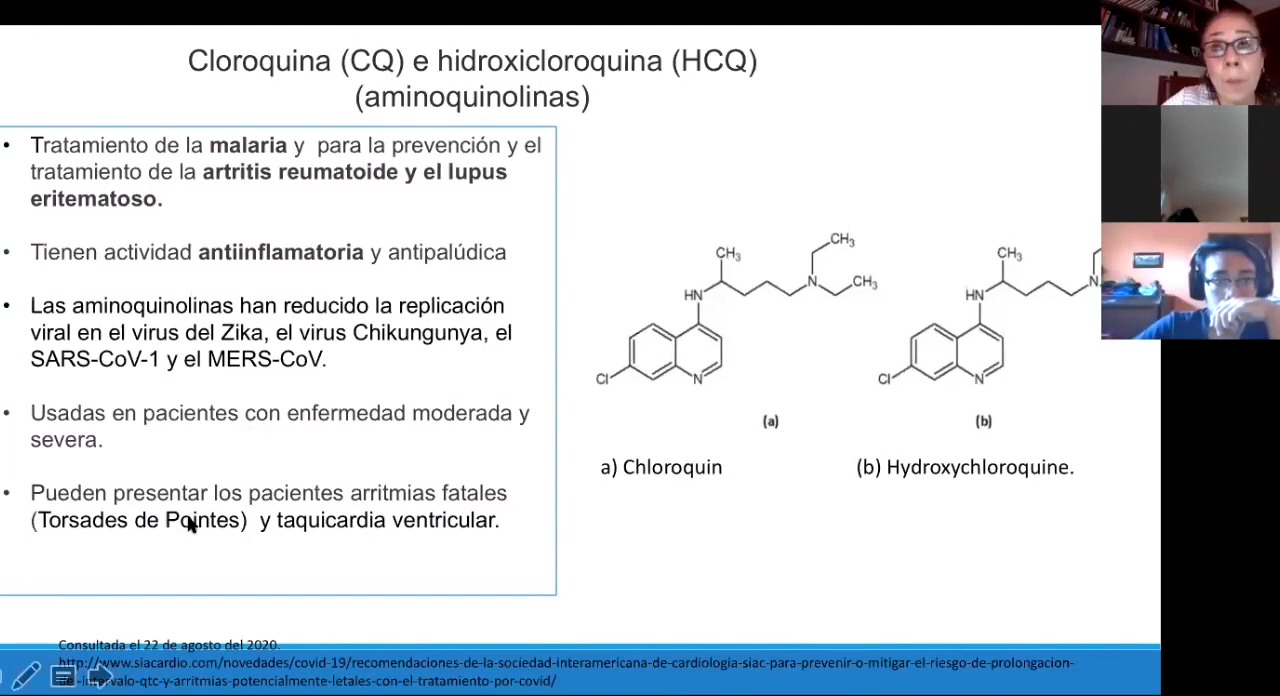 Cloroquina (CQ) e hidroxicloroquina (HCQ)
(aminoquinolinas)
• Tratamiento de la malaria y para la prevención y el
tratamiento de la artritis reumatoide y el lupus
eritematoso.
• Tienen actividad antiinflamatoria y antipalúdica
• Las aminoquinolinas han reducido la replicación
viral en el virus del Zika, el virus Chikungunya, el
SARS-CoV-1 y el MERS-CoV.
• Usadas en pacientes con enfermedad moderada y
severa.
• Pueden presentar los pacientes arritmias fatales
(Torsades de Pointes) y taquicardia ventricular.
CH3
CH3
N
CH3
HN
Cl
N
(a)
CH3
N
HN
Cl
N
(b)
a) Chloroquin
(b) Hydroxychloroquine.
Consultada el 22 de agosto del 2020.
http://www.siacardio.com/novedades/covid-19/recomendaciones-de-la-sociedad-interamericana-de-cardiologia-siac-para-prevenir-o-mitigar-el-riesgo-de-prolongacion-
-intervalo-qtc-y-arritmias-potencialmente-letales-con-el-tratamiento-por-covid/